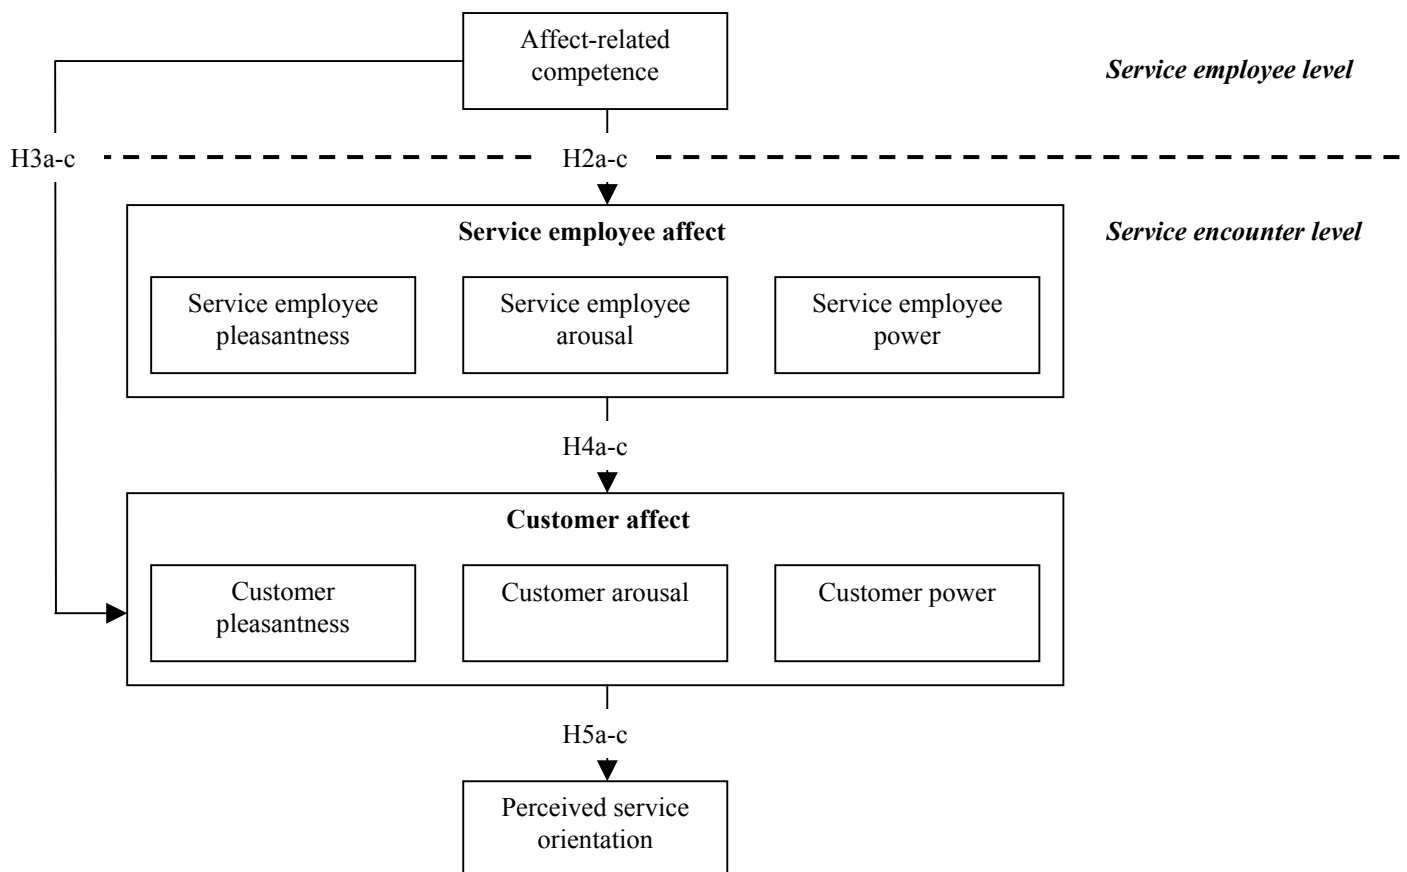 Affect-related
competence
Service employee level
H3a-c
H2a-c
Service employee affect
Service encounter level
Service employee
pleasantness
Service employee
arousal
Service employee
power
H4a-c
Customer affect
Customer
pleasantness
Customer arousal
Customer power
H5a-c
Perceived service
orientation